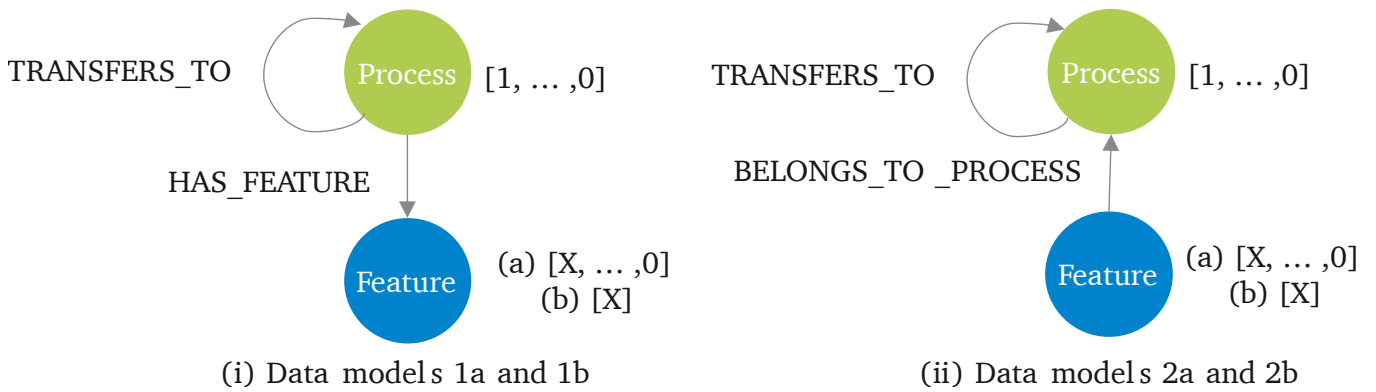 TRANSFERS_TO
Process
[1, … ,0]
HAS_FEATURE
Feature
(a) [X, … ,0]
(b) [X]
(i) Data models 1a and 1b
TRANSFERS_TO
Process
[1, … ,0]
BELONGS_TO _PROCESS
Feature
(a) [X, … ,0]
(b) [X]
(ii) Data models 2a and 2b